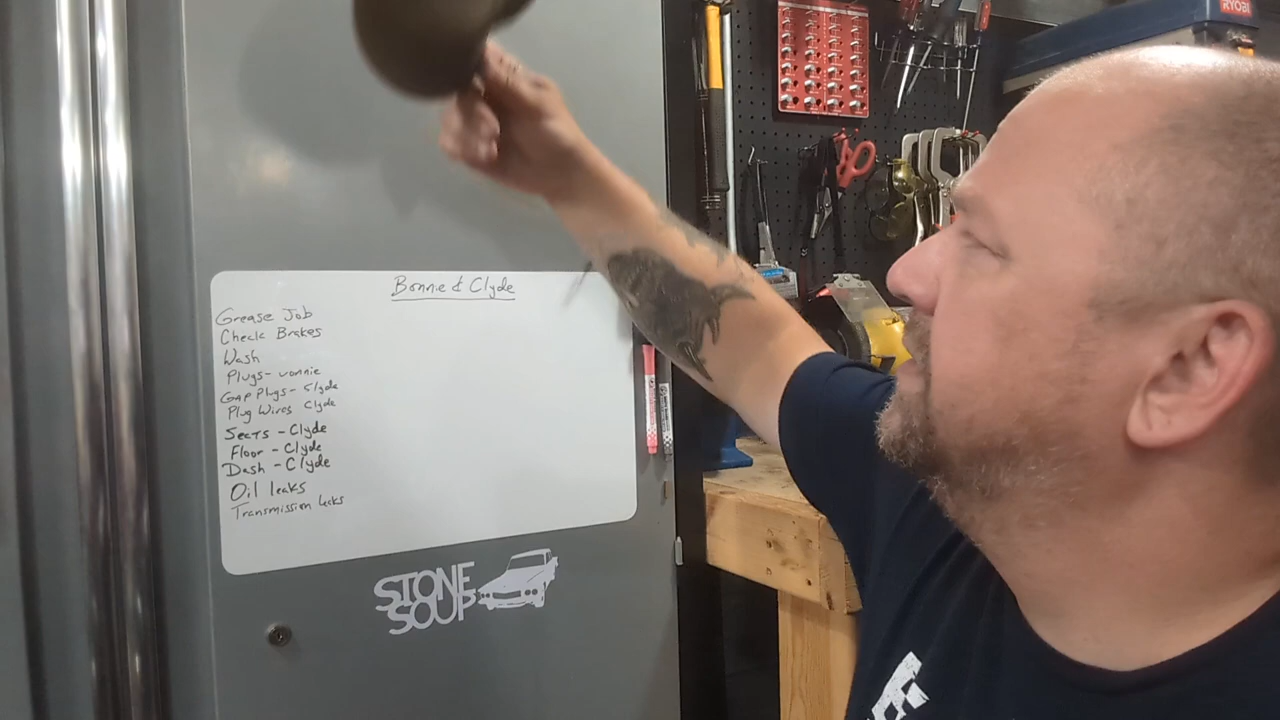 RYOBI
Bonnie & Clyde
Grease Job
Check Brakes
Wash
Plugs - vonnie
GAP Plugs - Clyde
Plug Wires Clyde
Seats - Clyde
Floor - Clyde
Dash - Clyde
Oil leaks
Transmission leaks
STONE
SOUP